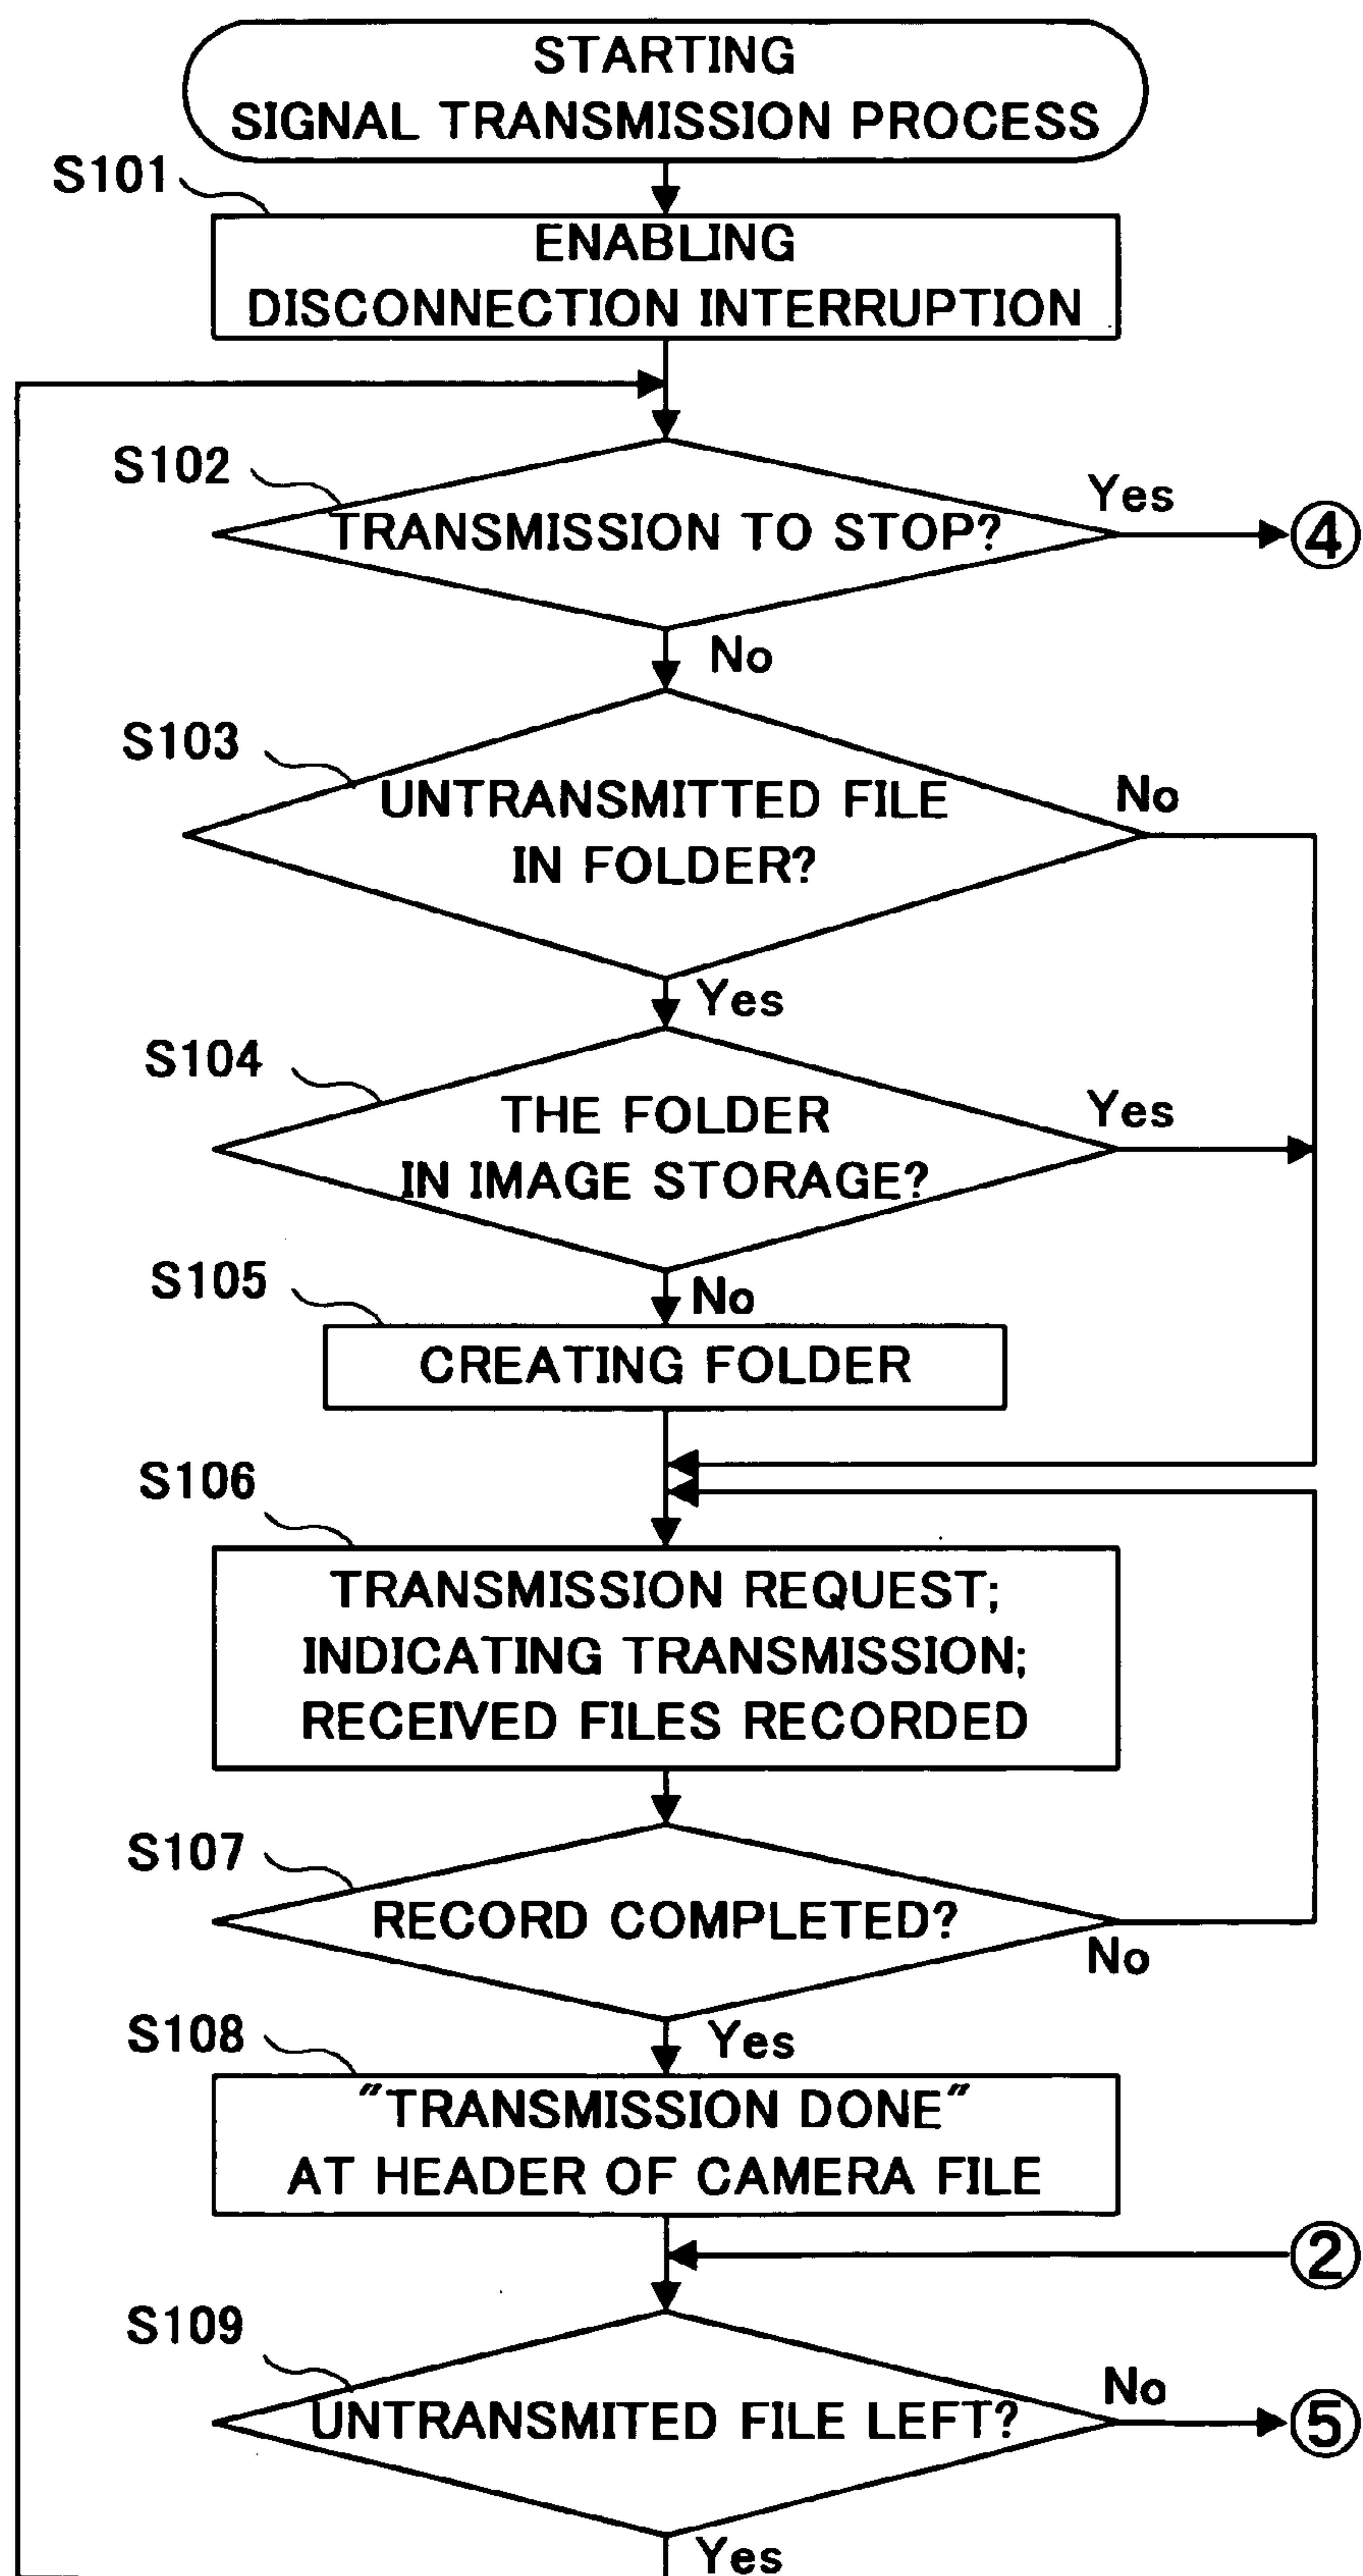 STARTING
SIGNAL TRANSMISSION PROCESS
S101
ENABLING
DISCONNECTION INTERRUPTION
S102
TRANSMISSION TO STOP?
Yes
④
No
S103
UNTRANSMITTED FILE
IN FOLDER?
No
Yes
S104
THE FOLDER
IN IMAGE STORAGE?
Yes
No
S105
CREATING FOLDER
S106
TRANSMISSION REQUEST;
INDICATING TRANSMISSION;
RECEIVED FILES RECORDED
S107
RECORD COMPLETED?
No
Yes
S108
"TRANSMISSION DONE"
AT HEADER OF CAMERA FILE
②
S109
UNTRANSMITED FILE LEFT?
No
⑤
Yes